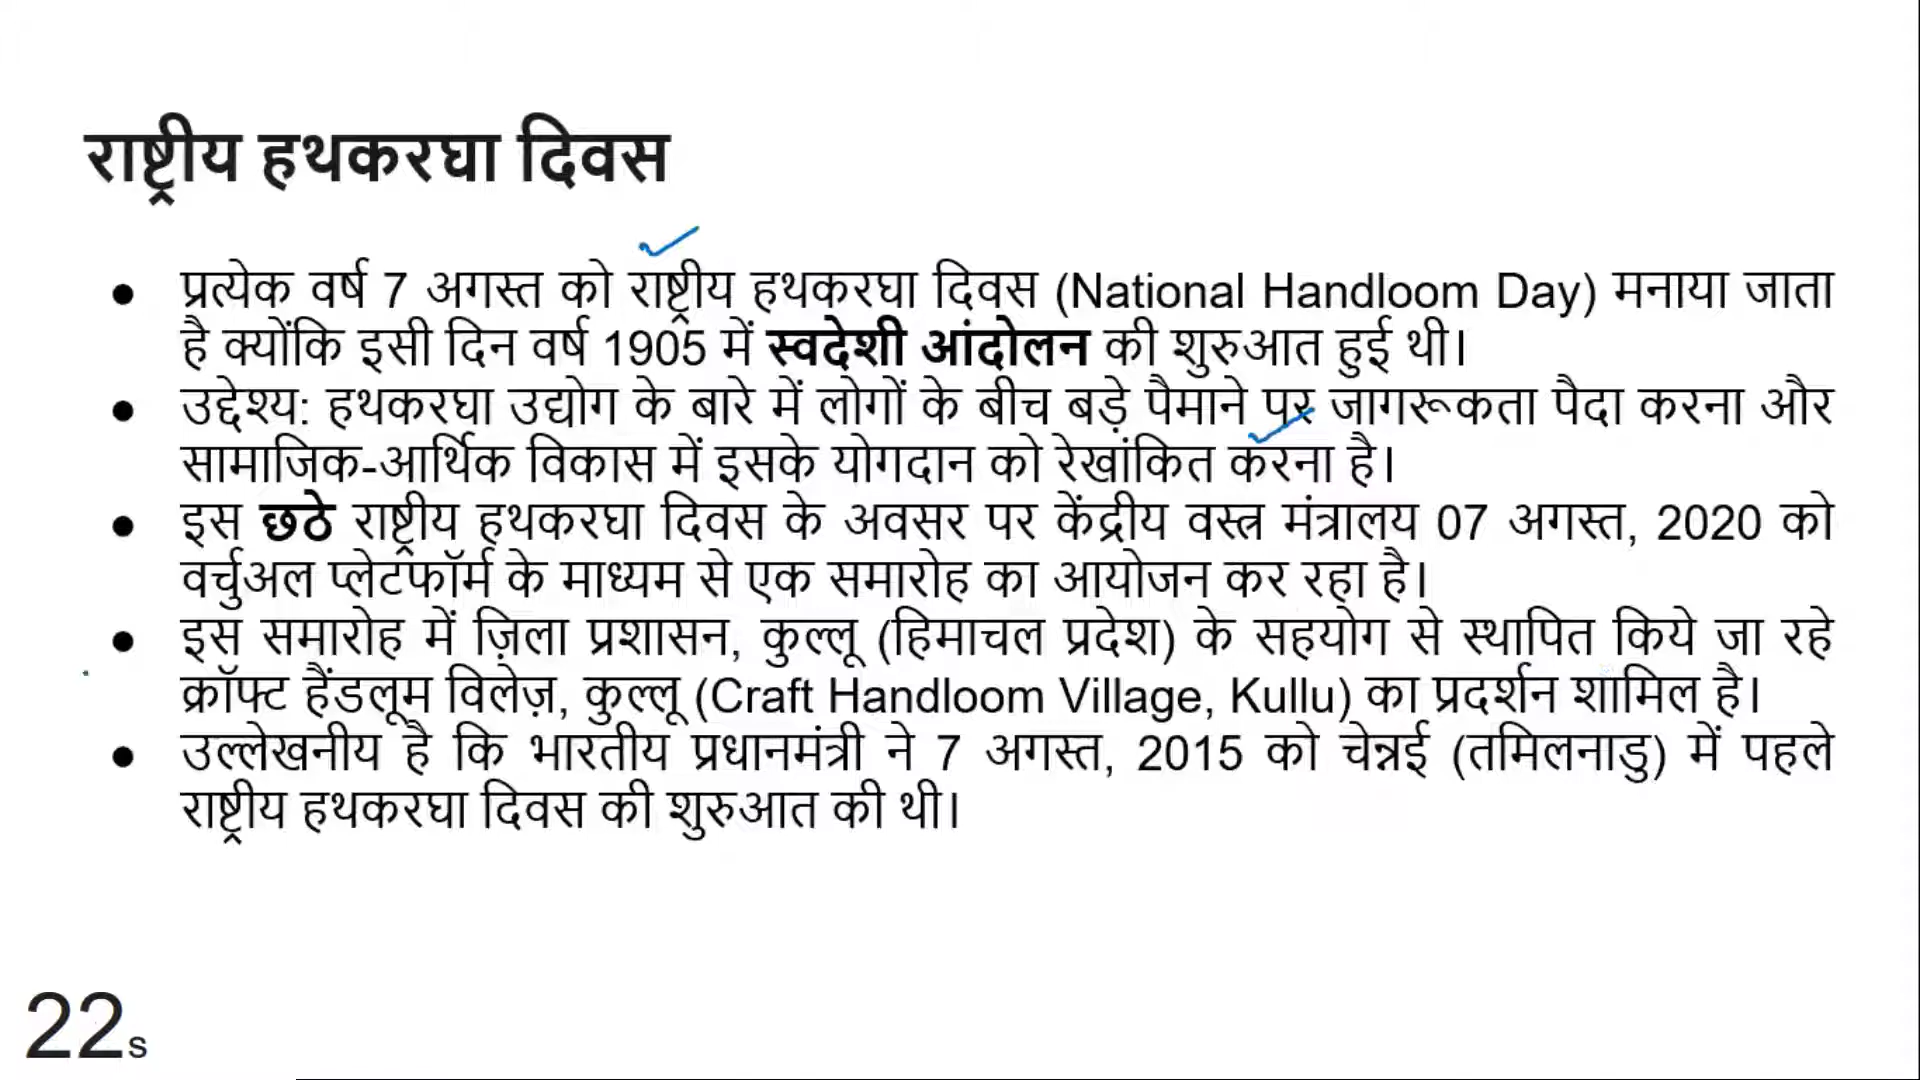 राष्ट्रीय हथकरघा दिवस
● प्रत्येक वर्ष 7 अगस्त को राष्ट्रीय हथकरघा दिवस (National Handloom Day) मनाया जाता
है क्योंकि इसी दिन वर्ष 1905 में स्वदेशी आंदोलन की शुरुआत हुई थी।
● उद्देश्य: हथकरघा उद्योग के बारे में लोगों के बीच बड़े पैमाने पर जागरूकता पैदा करना और
सामाजिक-आर्थिक विकास में इसके योगदान को रेखांकित करना है।
● इस छठे राष्ट्रीय हथकरघा दिवस के अवसर पर केंद्रीय वस्त्र मंत्रालय 07 अगस्त, 2020 को
वर्चुअल प्लेटफॉर्म के माध्यम से एक समारोह का आयोजन कर रहा है।
● इस समारोह में ज़िला प्रशासन, कुल्लू (हिमाचल प्रदेश) के सहयोग से स्थापित किये जा रहे
क्रॉफ्ट हैंडलूम विलेज़, कुल्लू (Craft Handloom Village, Kullu) का प्रदर्शन शामिल है।
● उल्लेखनीय है कि भारतीय प्रधानमंत्री ने 7 अगस्त, 2015 को चेन्नई (तमिलनाडु) में पहले
राष्ट्रीय हथकरघा दिवस की शुरुआत की थी।
22s